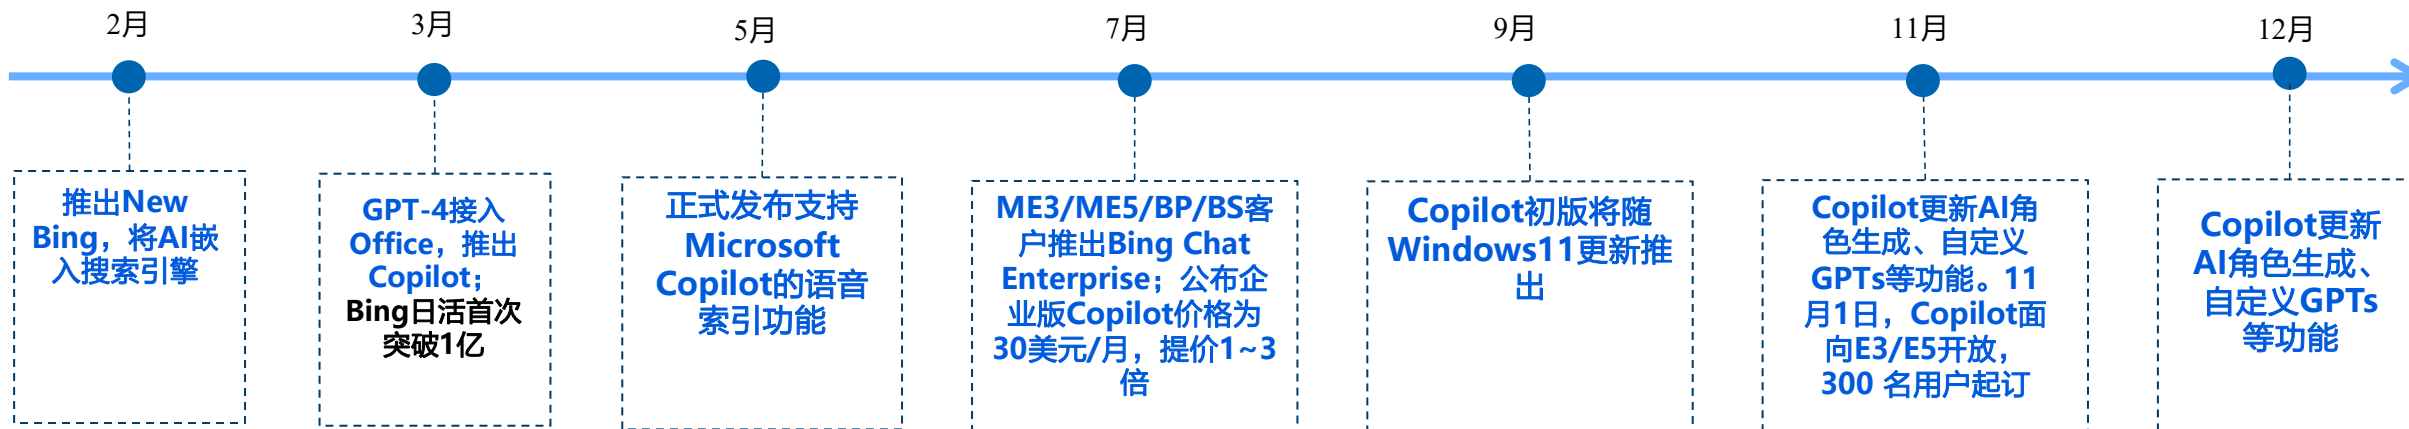 2月
3月
5月
7月
9月
11月
12月
推出New
Bing，将AI嵌
入搜索引擎
GPT-4接入
Office，推出
Copilot；
Bing日活首次
突破1亿
正式发布支持
Microsoft
Copilot的语音
索引功能
ME3/ME5/BP/BS客
户推出Bing Chat
Enterprise；公布企
业版Copilot价格为
30美元/月，提价1~3
倍
Copilot初版将随
Windows11更新推
出
Copilot更新AI角
色生成、自定义
GPTs等功能。11
月1日，Copilot面
向E3/E5开放，
300 名用户起订
Copilot更新
AI角色生成、
自定义GPTs
等功能